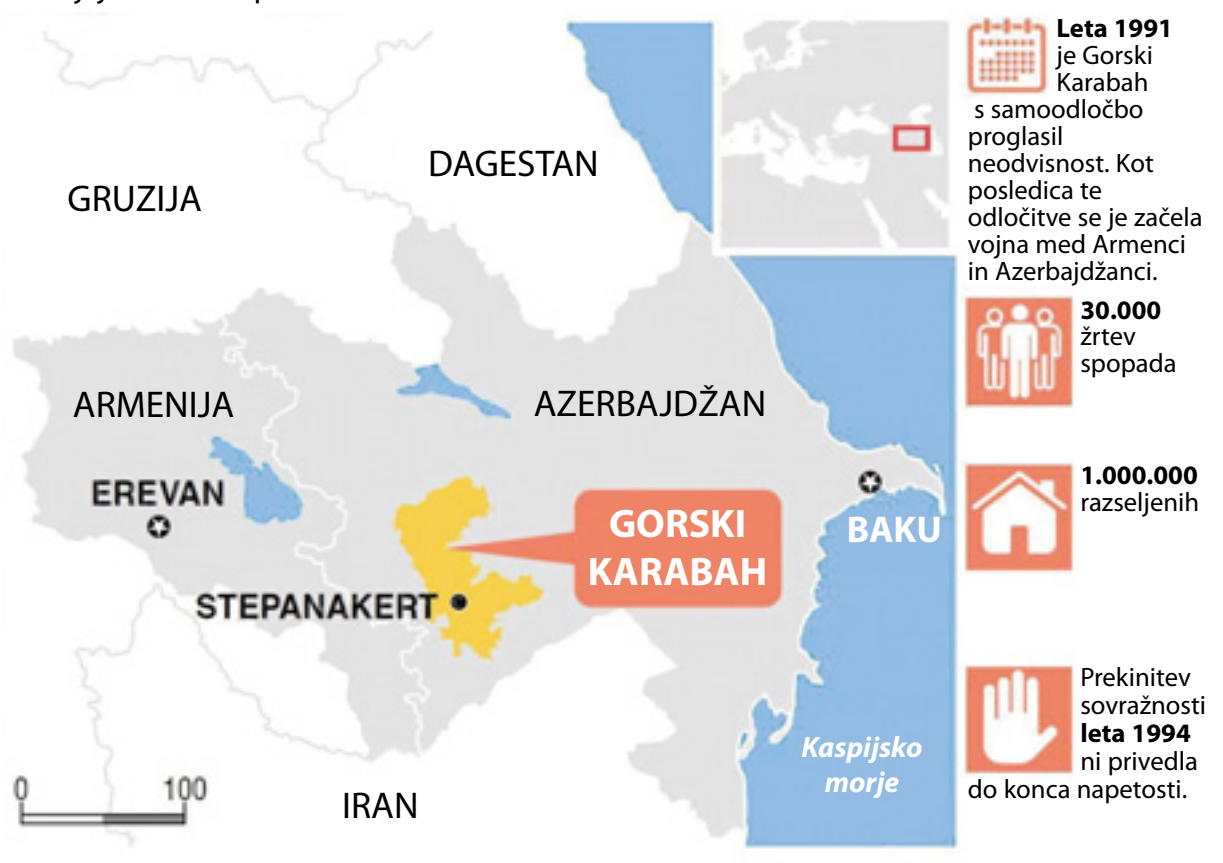 Leta 1991
je Gorski
Karabah
s samoodločbo
proglasil
neodvisnost. Kot
posledica te
odločitve se je začela
vojna med Armenci
in Azerbajdžanci.
30.000
žrtev
spopada
1.000.000
razseljenih
Prekinitev
sovražnosti
leta 1994
ni privedla
do konca napetosti.
DAGESTAN
GRUZIJA
ARMENIJA
AZERBAJDŽAN
EREVAN
GORSKI
KARABAH
BAKU
STEPANAKERT
Kaspijsko
morje
0 100
IRAN